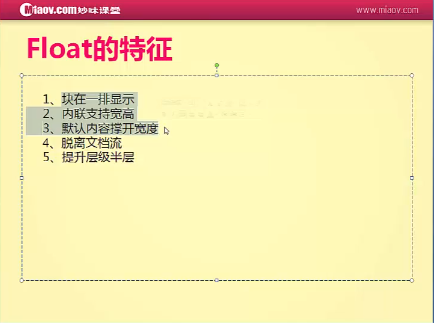 Miaov.com妙味课堂
www.miaov.com
Float的特征
1、块在一排显示
2、内联支持宽高
3、默认内容撑开宽度
4、脱离文档流
5、提升层级半层